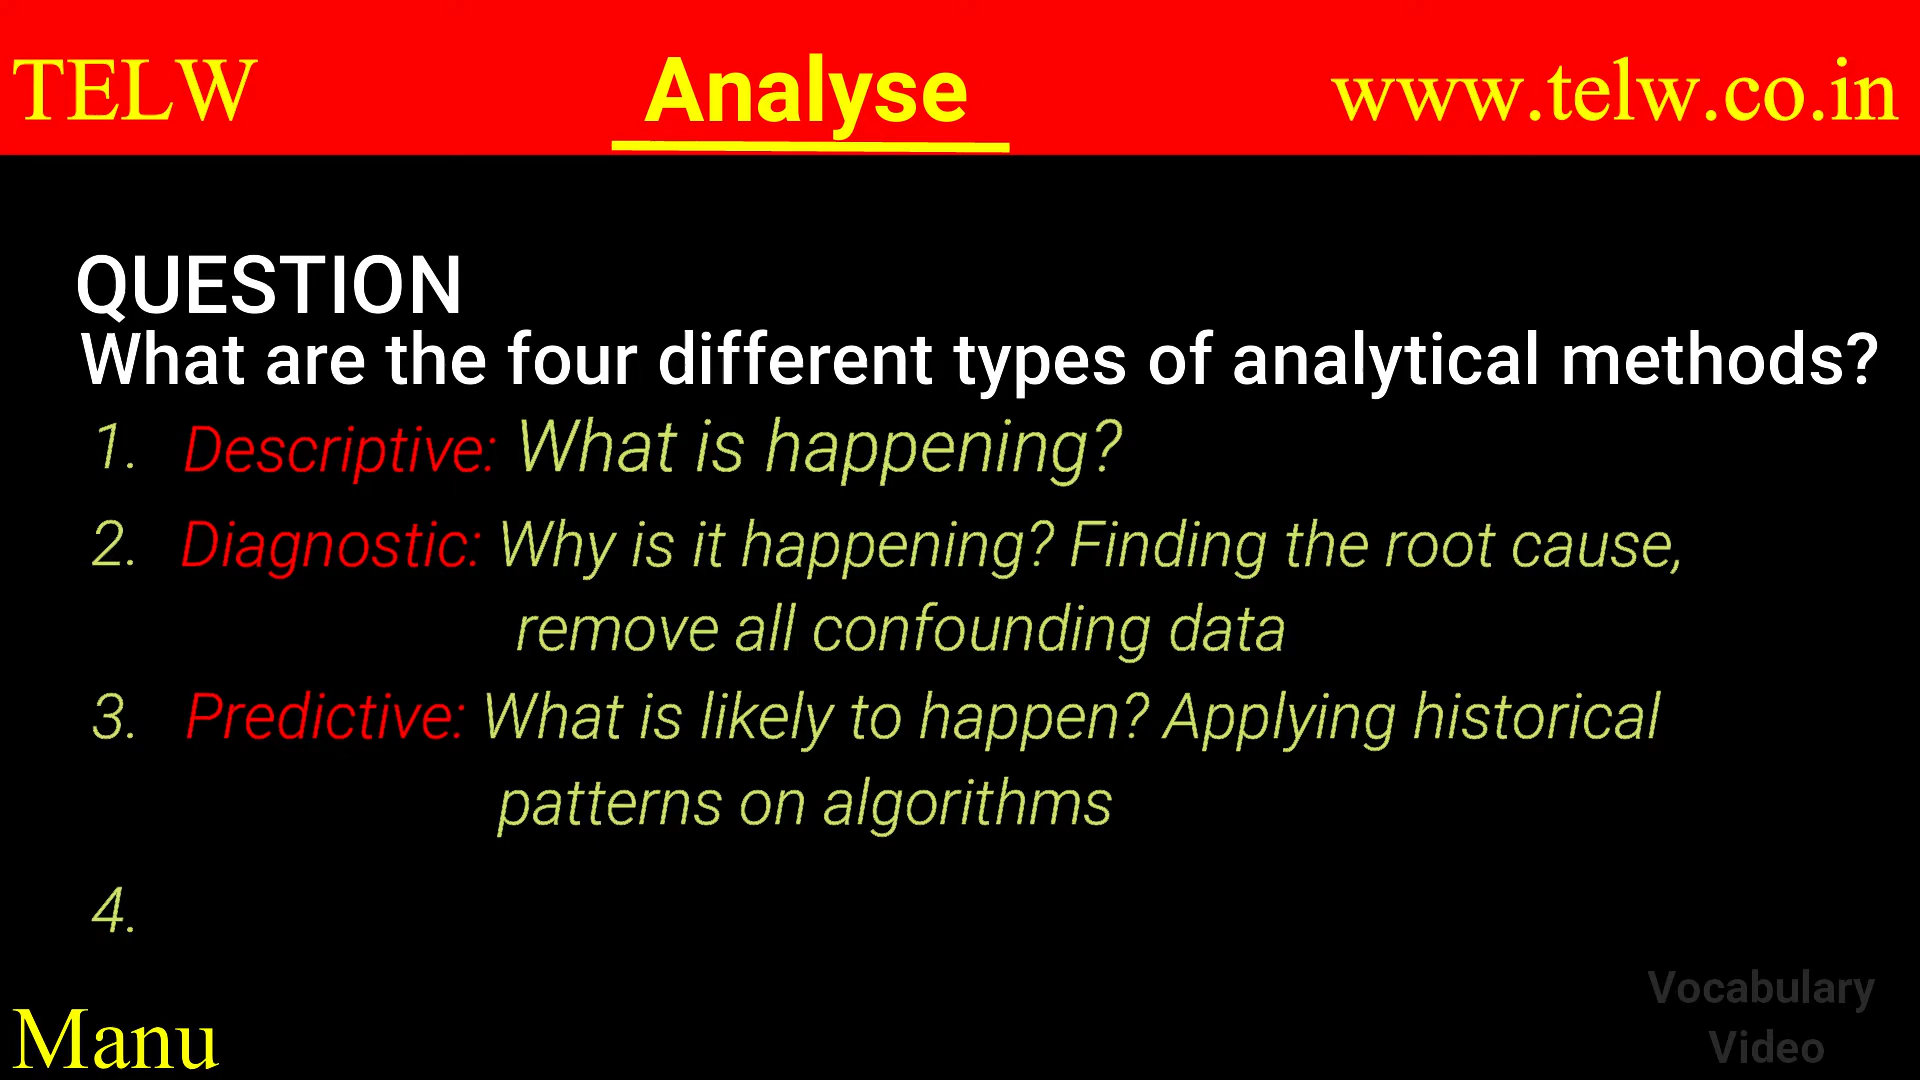 TELW Analyse www.telw.co.in
QUESTION
What are the four different types of analytical methods?
1. Descriptive: What is happening?
2. Diagnostic: Why is it happening? Finding the root cause,
remove all confounding data
3. Predictive: What is likely to happen? Applying historical
patterns on algorithms
4.
Vocabulary
Video
Manu